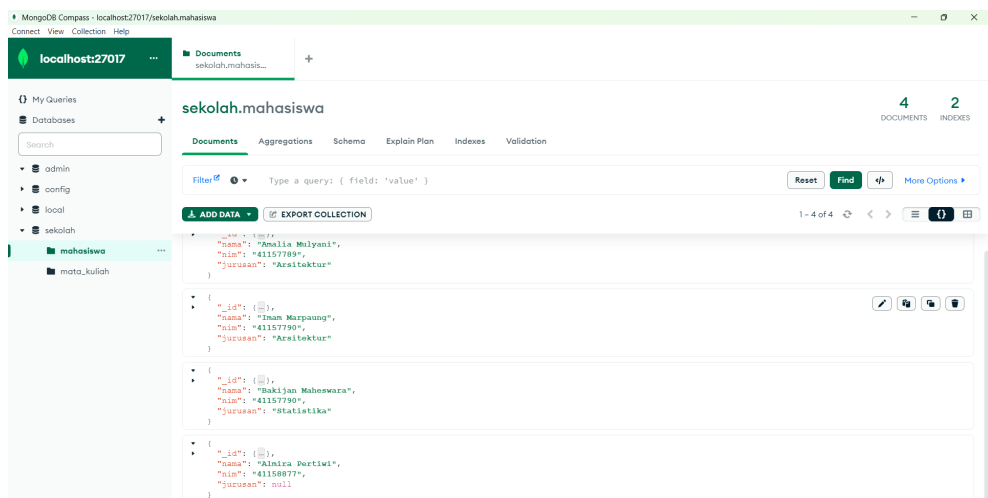 MongoDB Compass - localhost:27017/sekolah.mahasiswa
Connect View Collection Help
localhost:27017 ...
Documents
sekolah.mahasis...
+
{} My Queries
Databases +
Search
admin
config
local
sekolah
mahasiswa ...
mata_kuliah
sekolah.mahasiswa
4
DOCUMENTS
2
INDEXES
Documents Aggregations Schema Explain Plan Indexes Validation
Filter Type a query: { field: 'value' }
Reset Find </> More Options
ADD DATA EXPORT COLLECTION
1 – 4 of 4 < > {}
"_id": {…},
"nama": "Amalia Mulyani",
"nim": "41157789",
"jurusan": "Arsitektur"
}
{
"_id": {…},
"nama": "Imam Marpaung",
"nim": "41157790",
"jurusan": "Arsitektur"
}
{
"_id": {…},
"nama": "Bakijan Maheswara",
"nim": "41157790",
"jurusan": "Statistika"
}
{
"_id": {…},
"nama": "Almira Pertiwi",
"nim": "41158877",
"jurusan": null
}